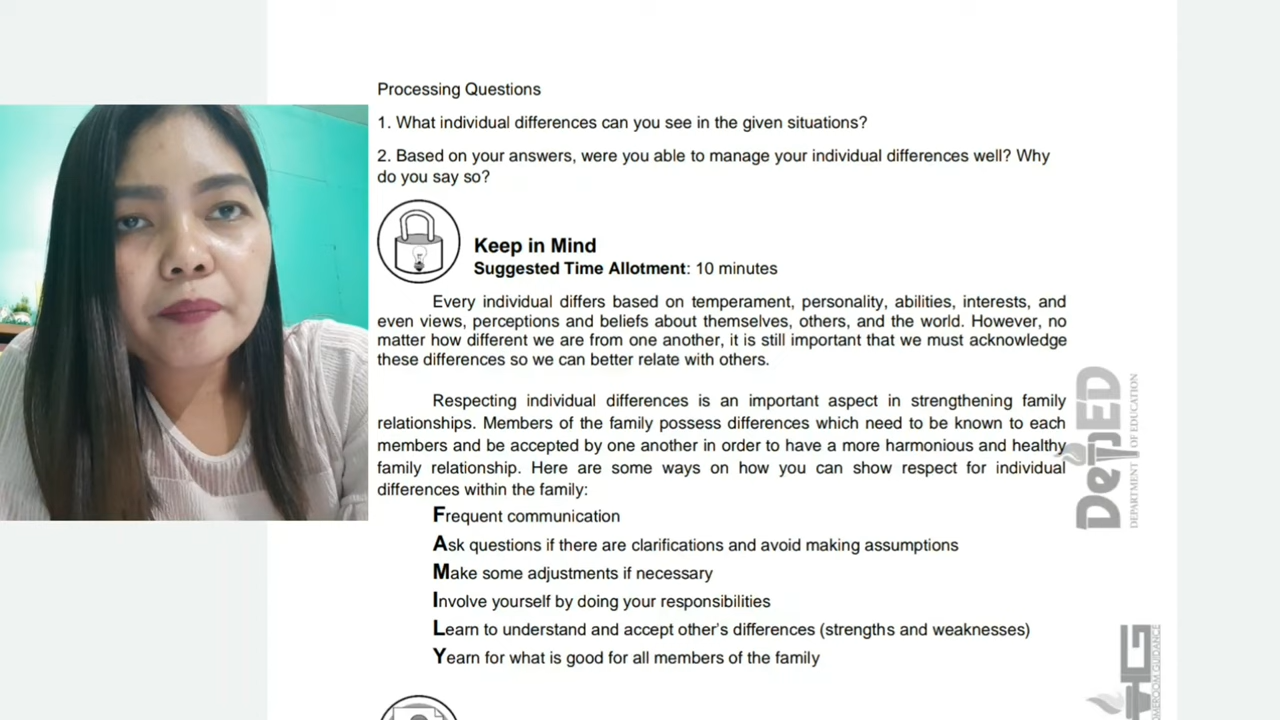 Processing Questions
1. What individual differences can you see in the given situations?
2. Based on your answers, were you able to manage your individual differences well? Why
do you say so?
Keep in Mind
Suggested Time Allotment: 10 minutes
Every individual differs based on temperament, personality, abilities, interests, and
even views, perceptions and beliefs about themselves, others, and the world. However, no
matter how different we are from one another, it is still important that we must acknowledge
these differences so we can better relate with others.
Respecting individual differences is an important aspect in strengthening family
relationships. Members of the family possess differences which need to be known to each
members and be accepted by one another in order to have a more harmonious and healthy
family relationship. Here are some ways on how you can show respect for individual
differences within the family:
Frequent communication
Ask questions if there are clarifications and avoid making assumptions
Make some adjustments if necessary
Involve yourself by doing your responsibilities
Learn to understand and accept other's differences (strengths and weaknesses)
Yearn for what is good for all members of the family
DepED
DEPARTMENT OF EDUCATION
HG